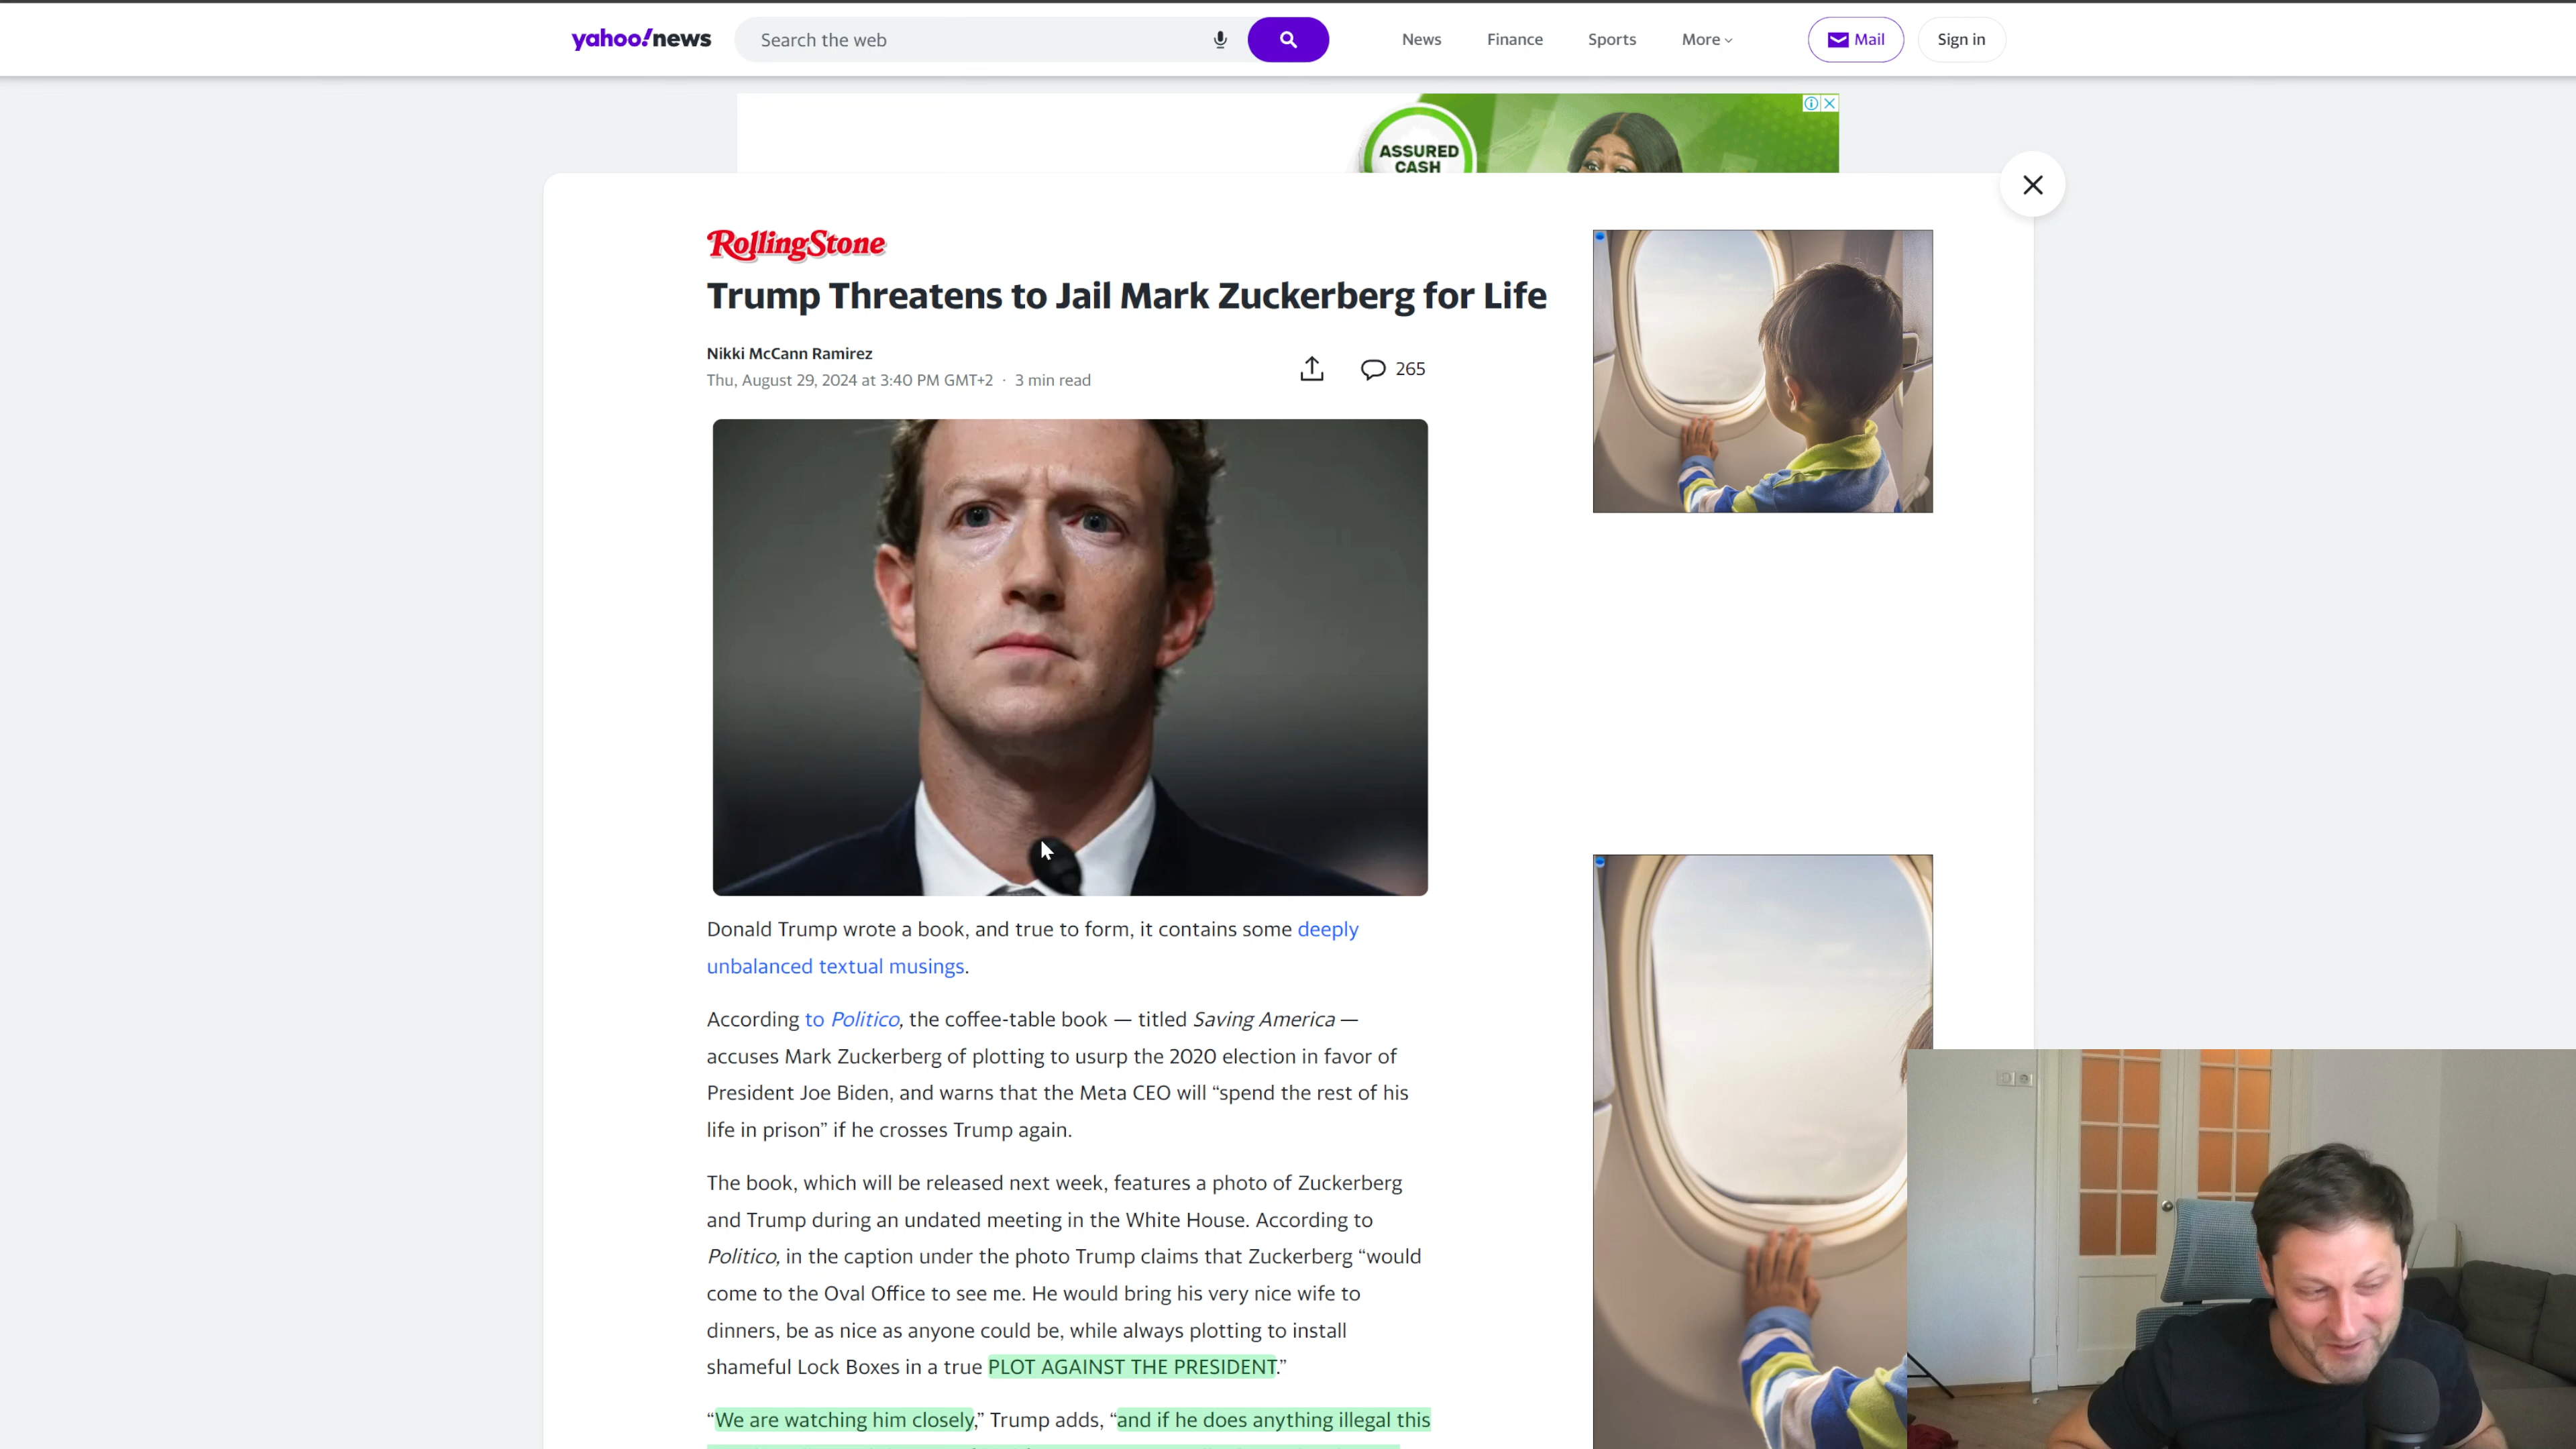 yahoo!news
Search the web
News
Finance
Sports
More
Mail
Sign in
ASSURED
CASH
RollingStone
Trump Threatens to Jail Mark Zuckerberg for Life
Nikki McCann Ramirez
Thu, August 29, 2024 at 3:40 PM GMT+2 · 3 min read
265
Donald Trump wrote a book, and true to form, it contains some deeply
unbalanced textual musings.
According to Politico, the coffee-table book — titled Saving America —
accuses Mark Zuckerberg of plotting to usurp the 2020 election in favor of
President Joe Biden, and warns that the Meta CEO will “spend the rest of his
life in prison” if he crosses Trump again.
The book, which will be released next week, features a photo of Zuckerberg
and Trump during an undated meeting in the White House. According to
Politico, in the caption under the photo Trump claims that Zuckerberg “would
come to the Oval Office to see me. He would bring his very nice wife to
dinners, be as nice as anyone could be, while always plotting to install
shameful Lock Boxes in a true PLOT AGAINST THE PRESIDENT.”
“We are watching him closely,” Trump adds, “and if he does anything illegal this